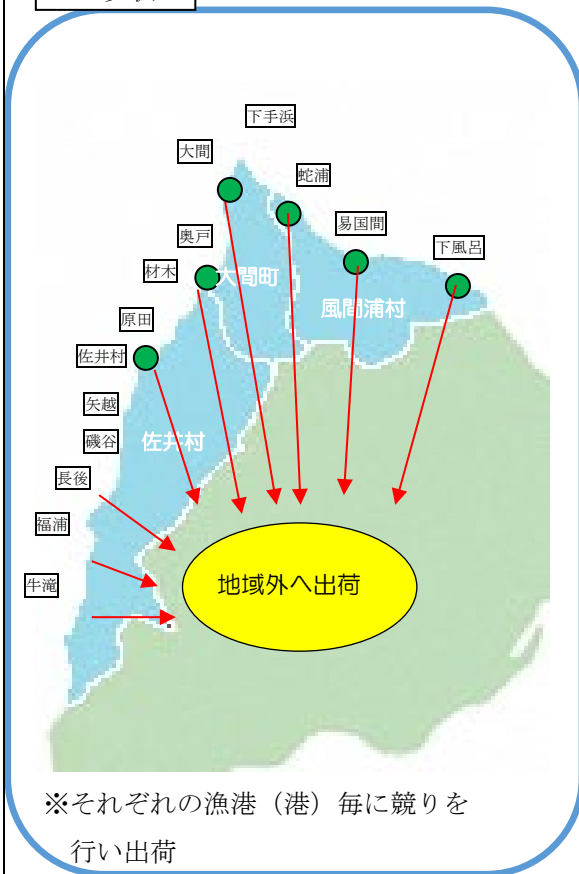 下手浜
大間
蛇浦
易国間
奥戸
下風呂
材木
大間町
風間浦村
原田
佐井村
矢越
佐井村
磯谷
長後
福浦
牛滝
地域外へ出荷
※それぞれの漁港（港）毎に競りを
行い出荷